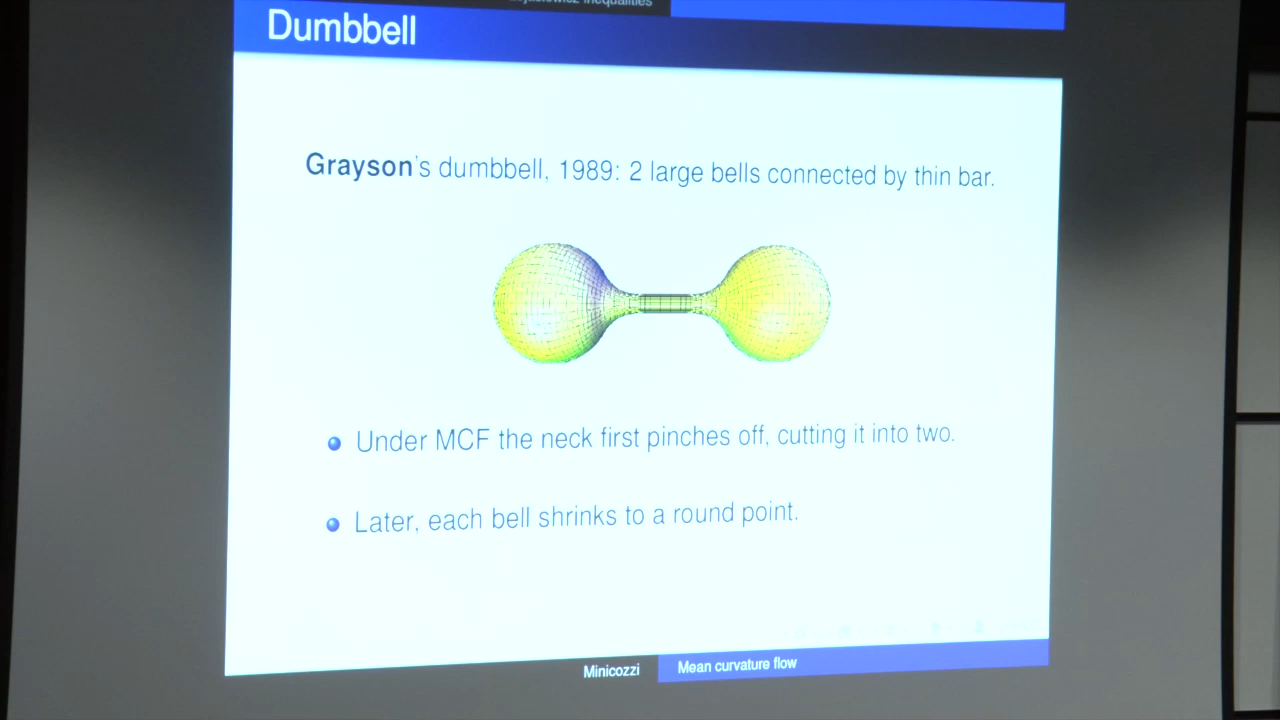 inequalities
Dumbbell
Grayson's dumbbell, 1989: 2 large bells connected by thin bar.
Under MCF the neck first pinches off, cutting it into two.
Later, each bell shrinks to a round point.
Minicozzi
Mean curvature flow